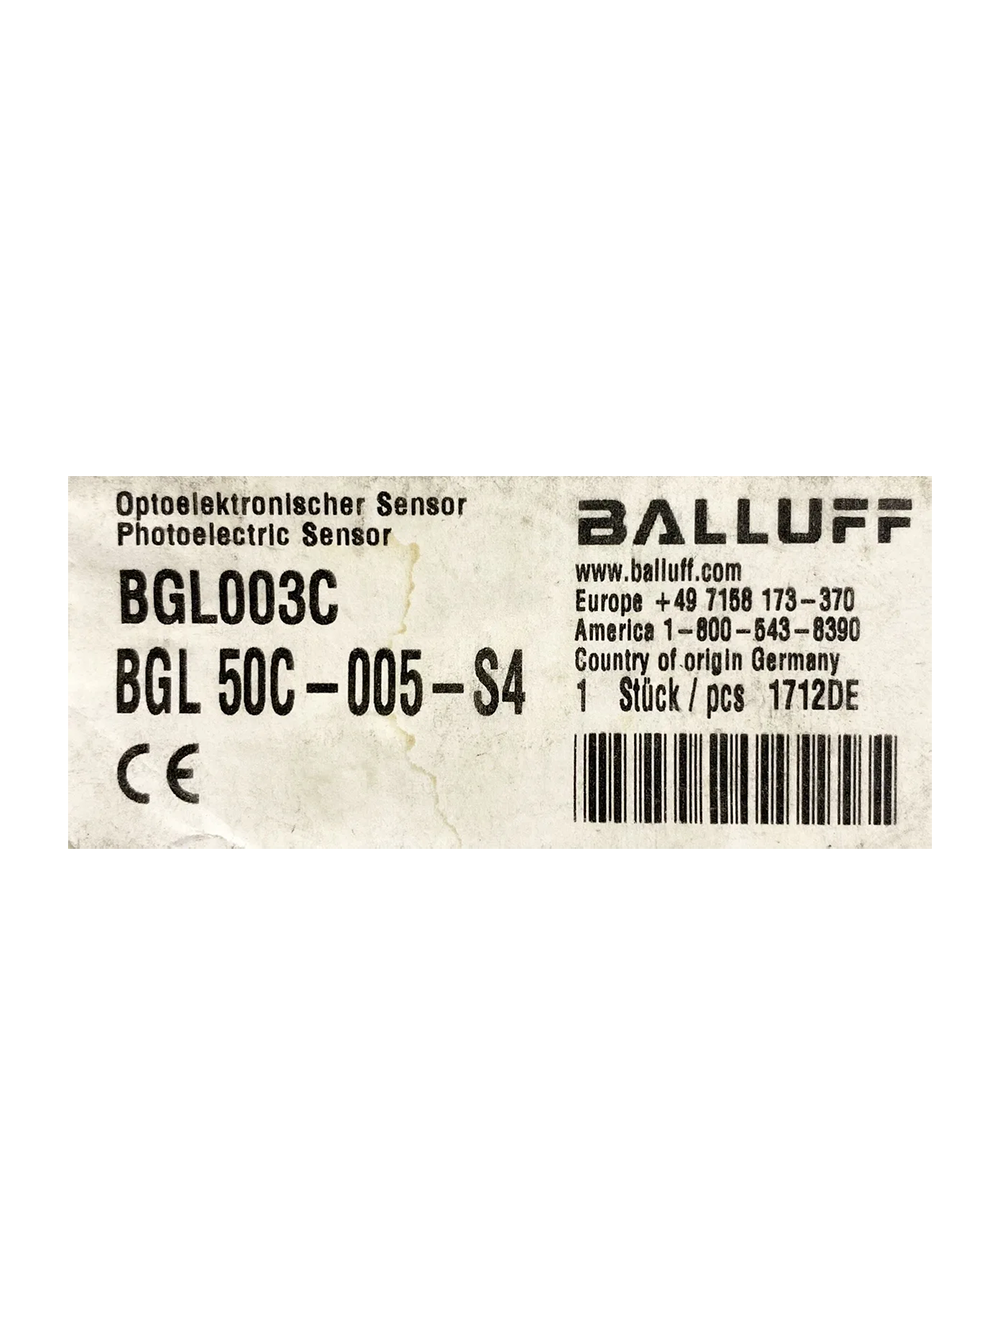 Optoelektronischer Sensor
Photoelectric Sensor
BGL003C
BGL 50C-005-S4
CE
BALLUFF
www.balluff.com
Europe +49 7158 173-370
America 1-800-543-8390
Country of origin Germany
1 Stück / pcs 1712DE